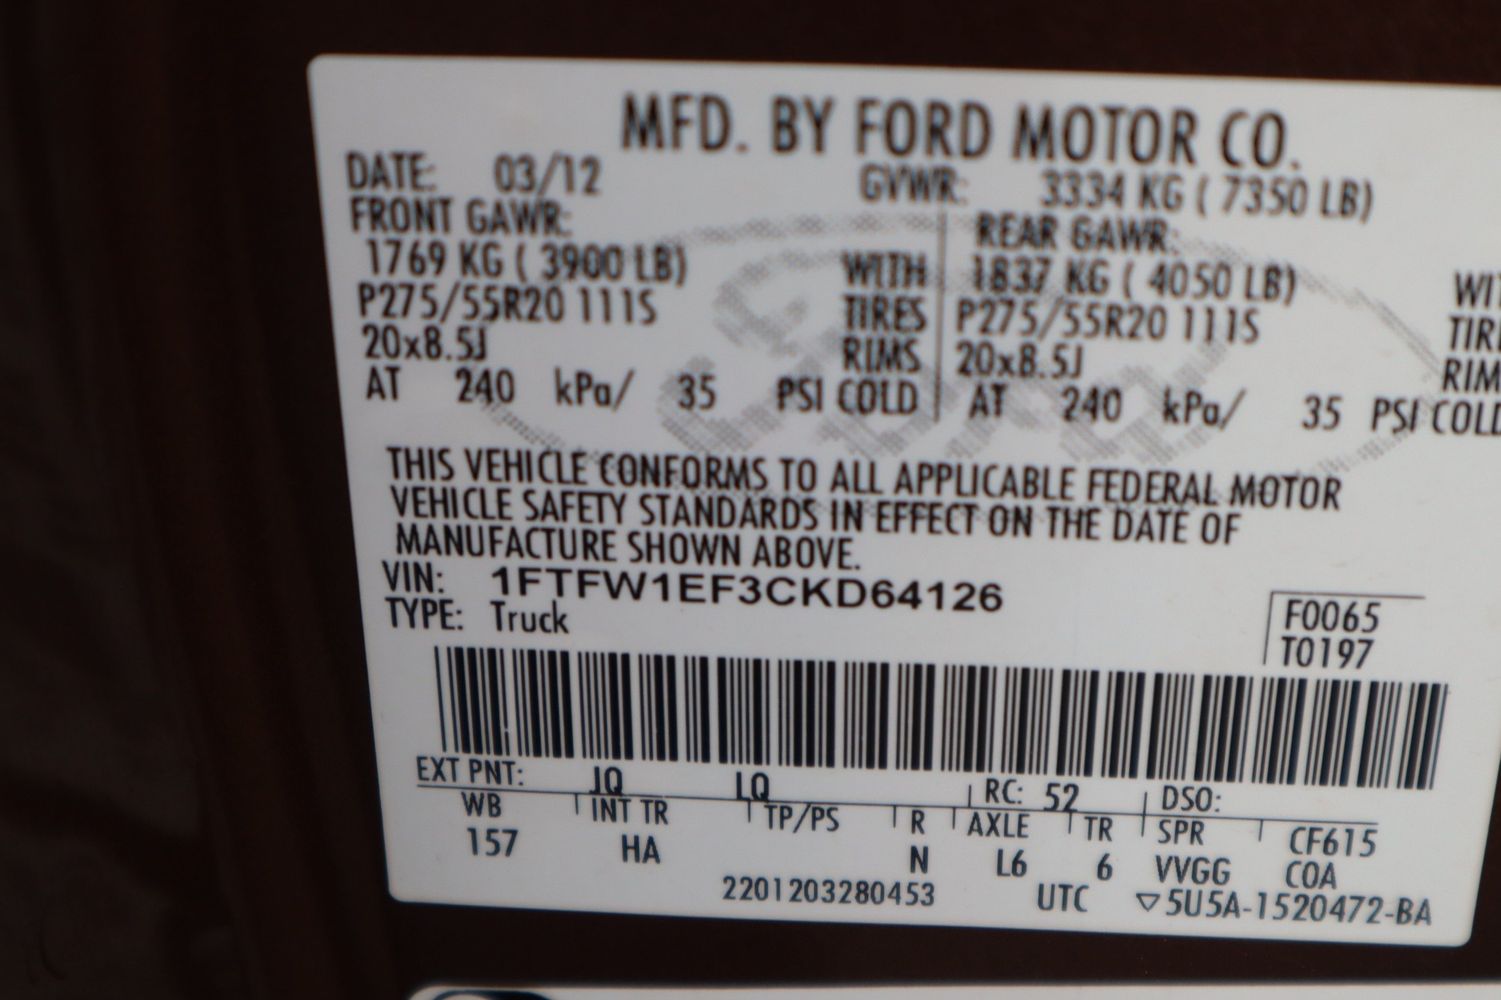 MFD. BY FORD MOTOR CO.
DATE: 03/12 GVWR: 3334 KG ( 7350 LB)
FRONT GAWR: REAR GAWR:
1769 KG ( 3900 LB) WITH 1837 KG ( 4050 LB) WIT
P275/55R20 111S TIRES P275/55R20 111S TIRE
20x8.5J RIMS 20x8.5J RIM
AT 240 kPa/ 35 PSI COLD AT 240 kPa/ 35 PSI COLD
THIS VEHICLE CONFORMS TO ALL APPLICABLE FEDERAL MOTOR
VEHICLE SAFETY STANDARDS IN EFFECT ON THE DATE OF
MANUFACTURE SHOWN ABOVE.
VIN: 1FTFW1EF3CKD64126
TYPE: Truck
F0065
T0197
EXT PNT: JQ LQ RC: 52 DSO:
WB INT TR TP/PS R AXLE TR SPR CF615
157 HA N L6 6 VVGG COA
2201203280453 UTC ▽5U5A-1520472-BA